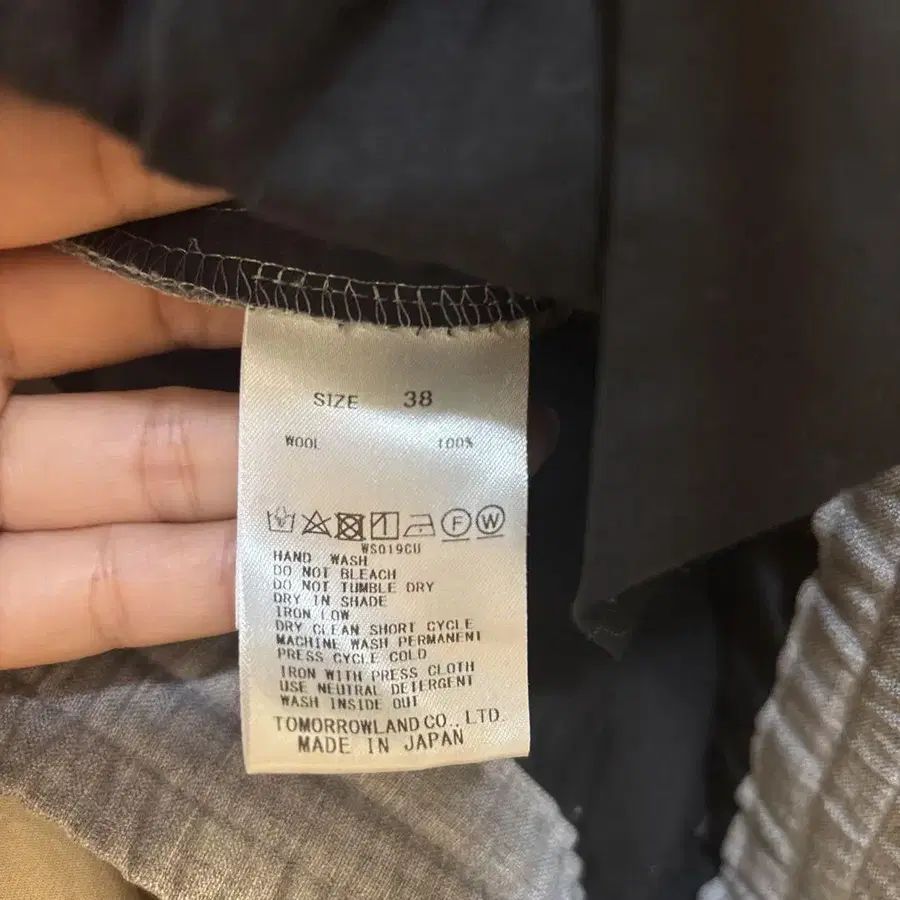 SIZE 38
WOOL 100%
1 F W
WS019CU
HAND WASH
DO NOT BLEACH
DO NOT TUMBLE DRY
DRY IN SHADE
IRON LOW
DRY CLEAN SHORT CYCLE
MACHINE WASH PERMANENT
PRESS CYCLE COLD
IRON WITH PRESS CLOTH
USE NEUTRAL DETERGENT
WASH INSIDE OUT
TOMORROWLAND CO., LTD.
MADE IN JAPAN